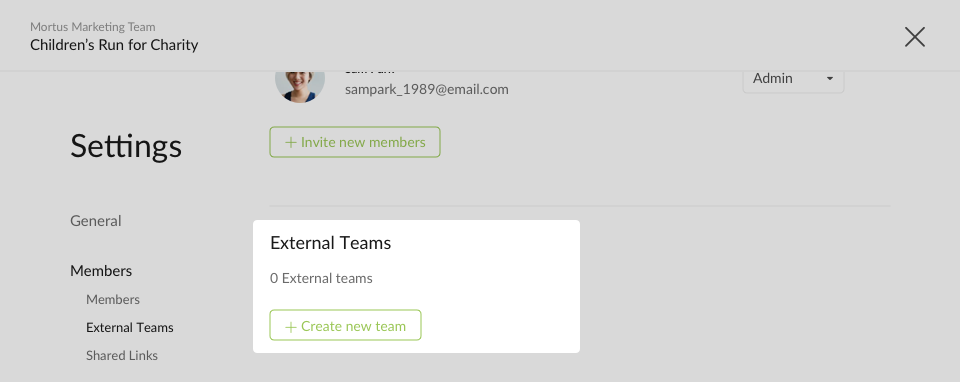 Mortus Marketing Team
Children's Run for Charity
sampark_1989@email.com
Admin
Settings
+ Invite new members
General
External Teams
Members
0 External teams
Members
External Teams
+ Create new team
Shared Links